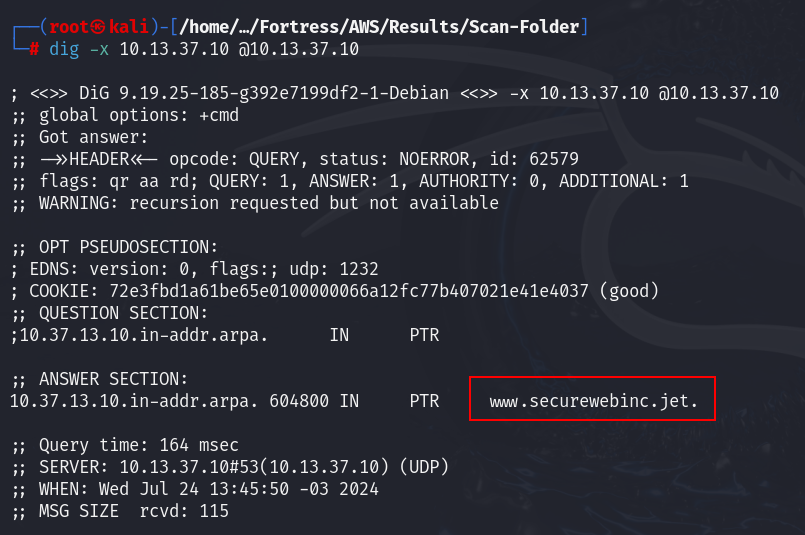 ┌──(root㉿kali)-[/home/…/Fortress/AWS/Results/Scan-Folder]
└─# dig -x 10.13.37.10 @10.13.37.10
; <<>> DiG 9.19.25-185-g392e7199df2-1-Debian <<>> -x 10.13.37.10 @10.13.37.10
;; global options: +cmd
;; Got answer:
;; ->>HEADER<<- opcode: QUERY, status: NOERROR, id: 62579
;; flags: qr aa rd; QUERY: 1, ANSWER: 1, AUTHORITY: 0, ADDITIONAL: 1
;; WARNING: recursion requested but not available
;; OPT PSEUDOSECTION:
; EDNS: version: 0, flags:; udp: 1232
; COOKIE: 72e3fbd1a61be65e0100000066a12fc77b407021e41e4037 (good)
;; QUESTION SECTION:
;10.37.13.10.in-addr.arpa. IN PTR
;; ANSWER SECTION:
10.37.13.10.in-addr.arpa. 604800 IN PTR www.securewebinc.jet.
;; Query time: 164 msec
;; SERVER: 10.13.37.10#53(10.13.37.10) (UDP)
;; WHEN: Wed Jul 24 13:45:50 -03 2024
;; MSG SIZE rcvd: 115